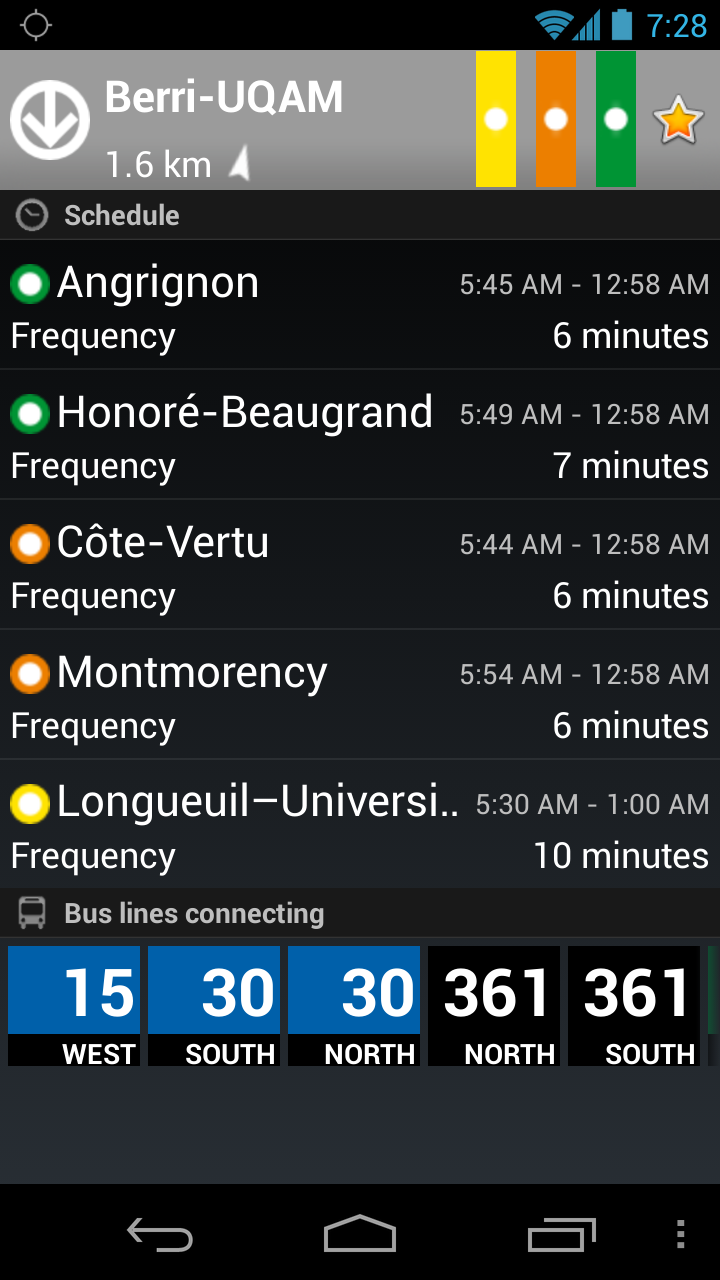 7:28
Berri-UQAM
1.6 km
Schedule
Angrignon 5:45 AM - 12:58 AM
Frequency 6 minutes
Honoré-Beaugrand 5:49 AM - 12:58 AM
Frequency 7 minutes
Côte-Vertu 5:44 AM - 12:58 AM
Frequency 6 minutes
Montmorency 5:54 AM - 12:58 AM
Frequency 6 minutes
Longueuil–Universi.. 5:30 AM - 1:00 AM
Frequency 10 minutes
Bus lines connecting
15 30 30 361 361
WEST SOUTH NORTH NORTH SOUTH